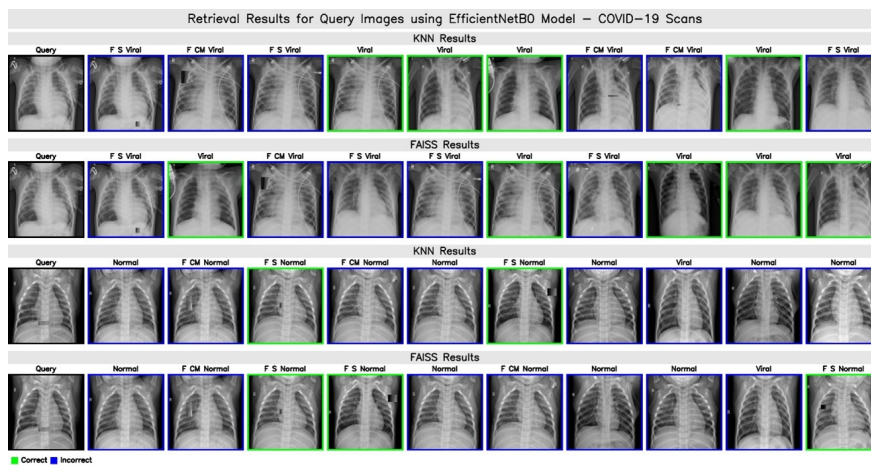 Retrieval Results for Query Images using EfficientNetB0 Model – COVID-19 Scans
KNN Results
Query F S Viral F CM Viral F S Viral Viral Viral Viral F CM Viral F CM Viral Viral F S Viral
FAISS Results
Query F S Viral Viral F CM Viral F S Viral F S Viral Viral F S Viral Viral Viral Viral
KNN Results
Query Normal F CM Normal F S Normal F CM Normal Normal F S Normal Normal Viral Normal Normal
FAISS Results
Query Normal F CM Normal F S Normal F S Normal Normal F CM Normal Normal Normal Viral F S Normal
Correct Incorrect